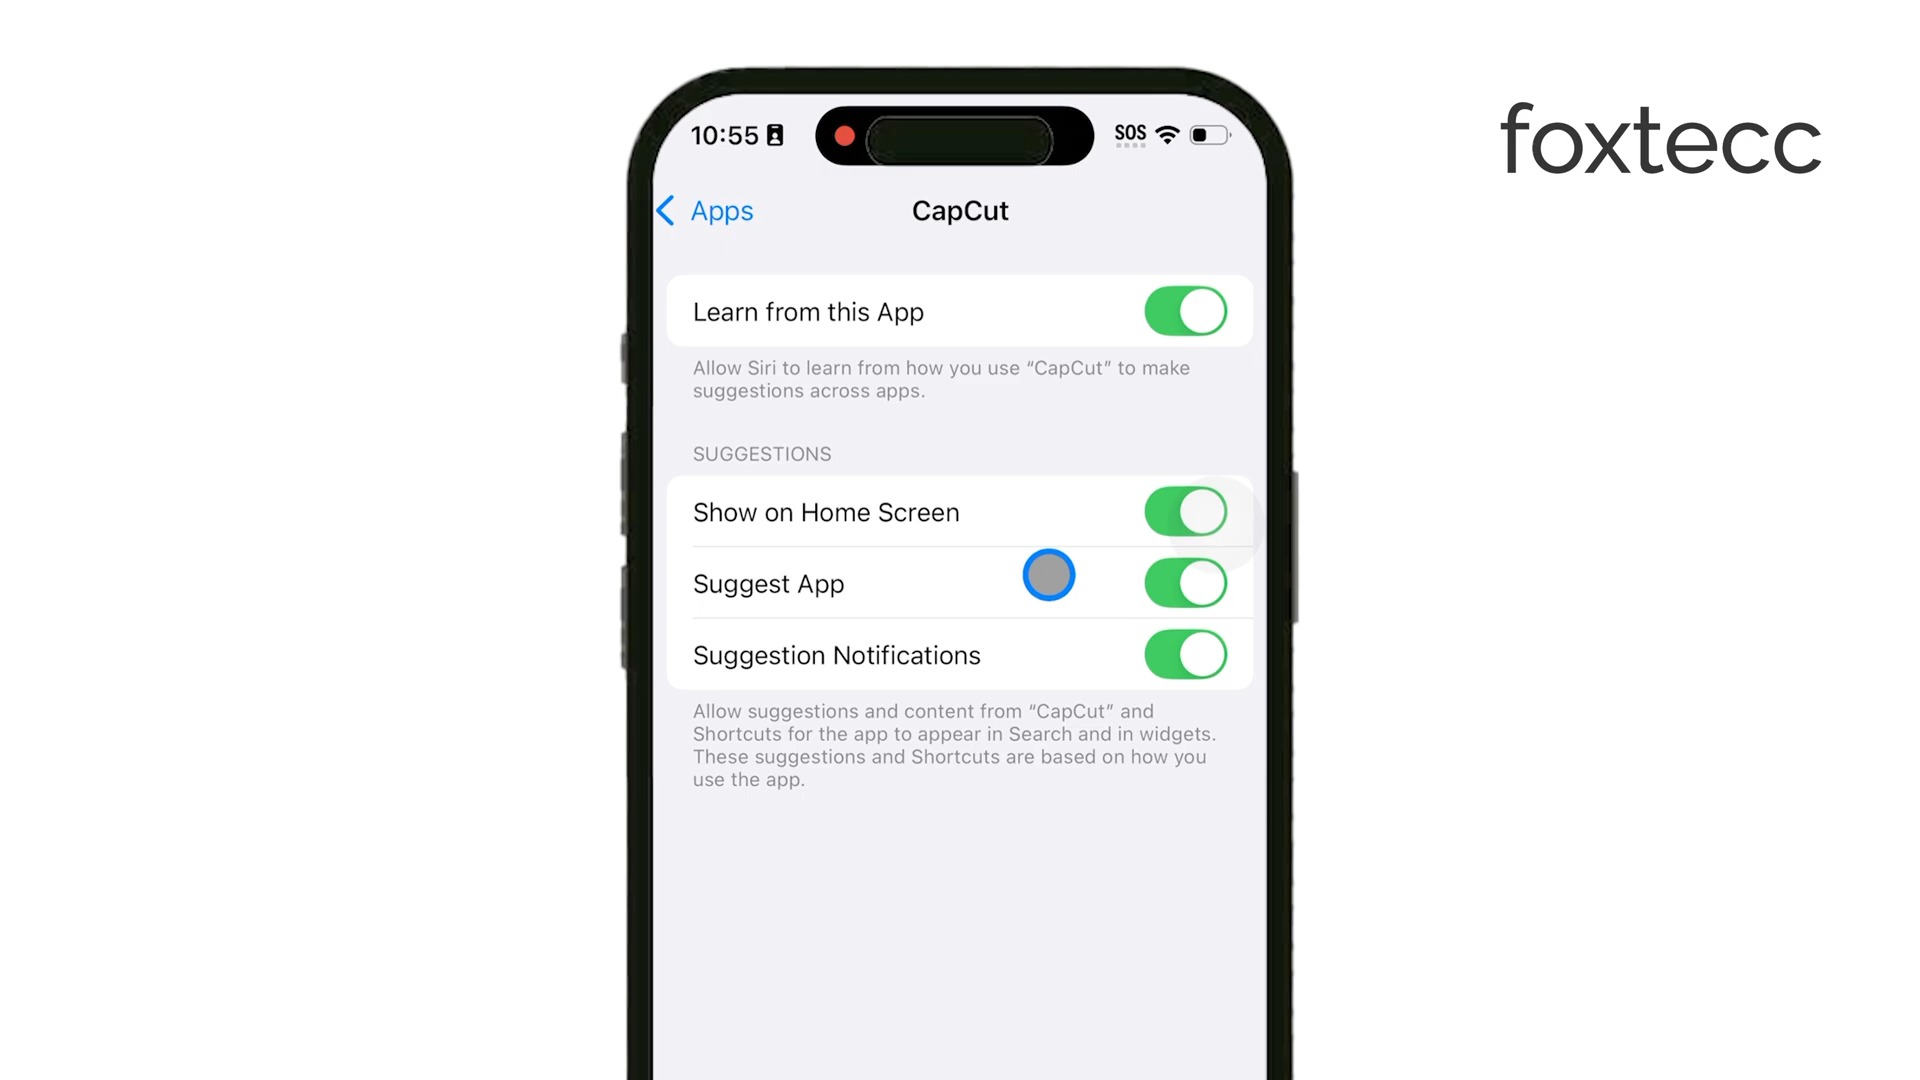 foxtecc
10:55
SOS
Apps
CapCut
Learn from this App
Allow Siri to learn from how you use “CapCut” to make
suggestions across apps.
SUGGESTIONS
Show on Home Screen
Suggest App
Suggestion Notifications
Allow suggestions and content from “CapCut” and
Shortcuts for the app to appear in Search and in widgets.
These suggestions and Shortcuts are based on how you
use the app.